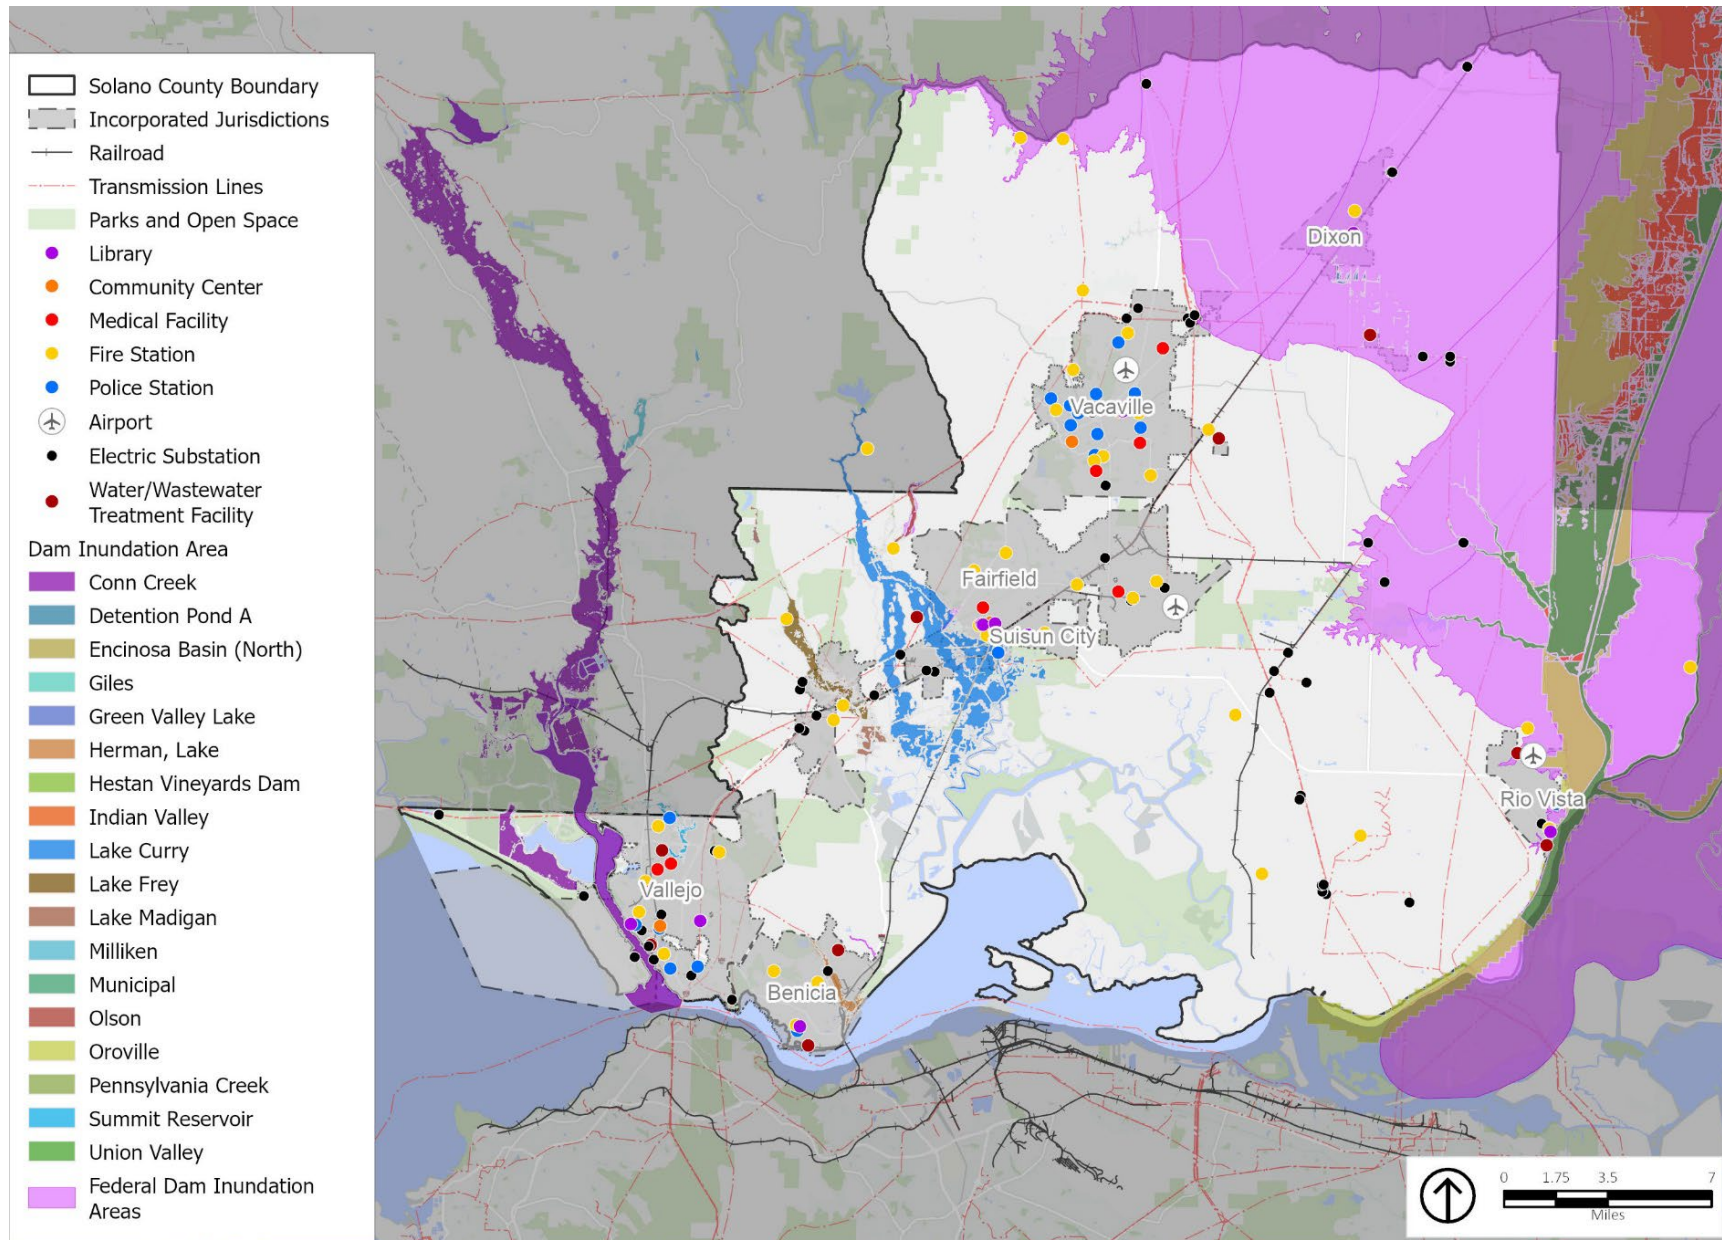 Solano County Boundary
Incorporated Jurisdictions
Railroad
Transmission Lines
Parks and Open Space
Library
Community Center
Medical Facility
Fire Station
Police Station
Airport
Electric Substation
Water/Wastewater
Treatment Facility
Dam Inundation Area
Conn Creek
Detention Pond A
Encinosa Basin (North)
Giles
Green Valley Lake
Herman, Lake
Hestan Vineyards Dam
Indian Valley
Lake Curry
Lake Frey
Lake Madigan
Milliken
Municipal
Olson
Oroville
Pennsylvania Creek
Summit Reservoir
Union Valley
Federal Dam Inundation
Areas
Dixon
Vacaville
Fairfield
Suisun City
Rio Vista
Vallejo
Benicia
0 1.75 3.5 7
Miles